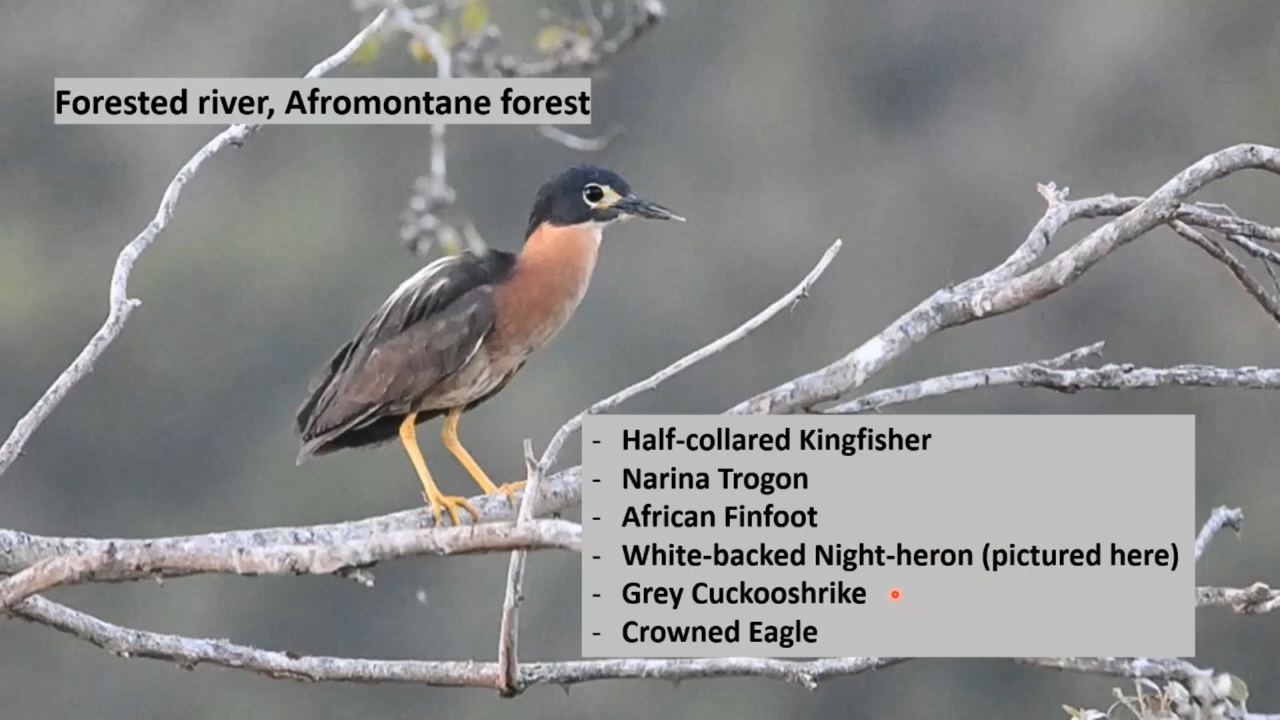 Forested river, Afromontane forest
- Half-collared Kingfisher
- Narina Trogon
- African Finfoot
- White-backed Night-heron (pictured here)
- Grey Cuckooshrike
- Crowned Eagle